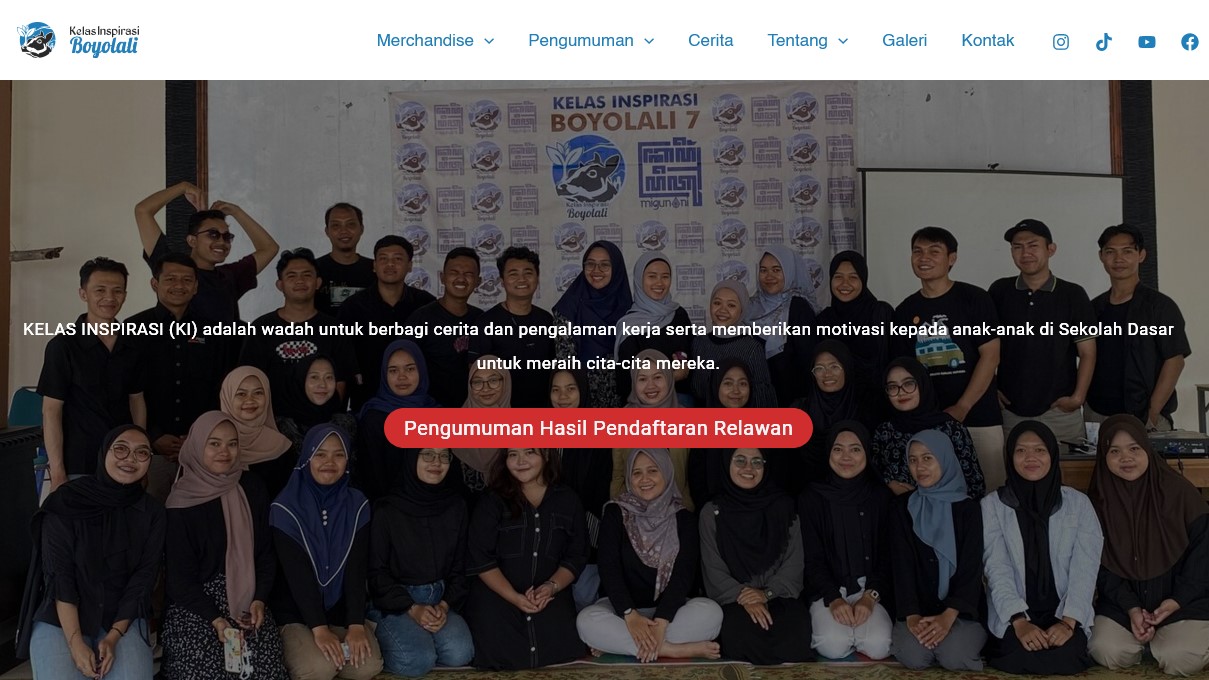 Kelas Inspirasi
Boyolali
Merchandise
Pengumuman
Cerita
Tentang
Galeri
Kontak
KELAS INSPIRASI
BOYOLALI 7
Kelas Inspirasi
Boyolali
migunani
KELAS INSPIRASI (KI) adalah wadah untuk berbagi cerita dan pengalaman kerja serta memberikan motivasi kepada anak-anak di Sekolah Dasar
untuk meraih cita-cita mereka.
Pengumuman Hasil Pendaftaran Relawan